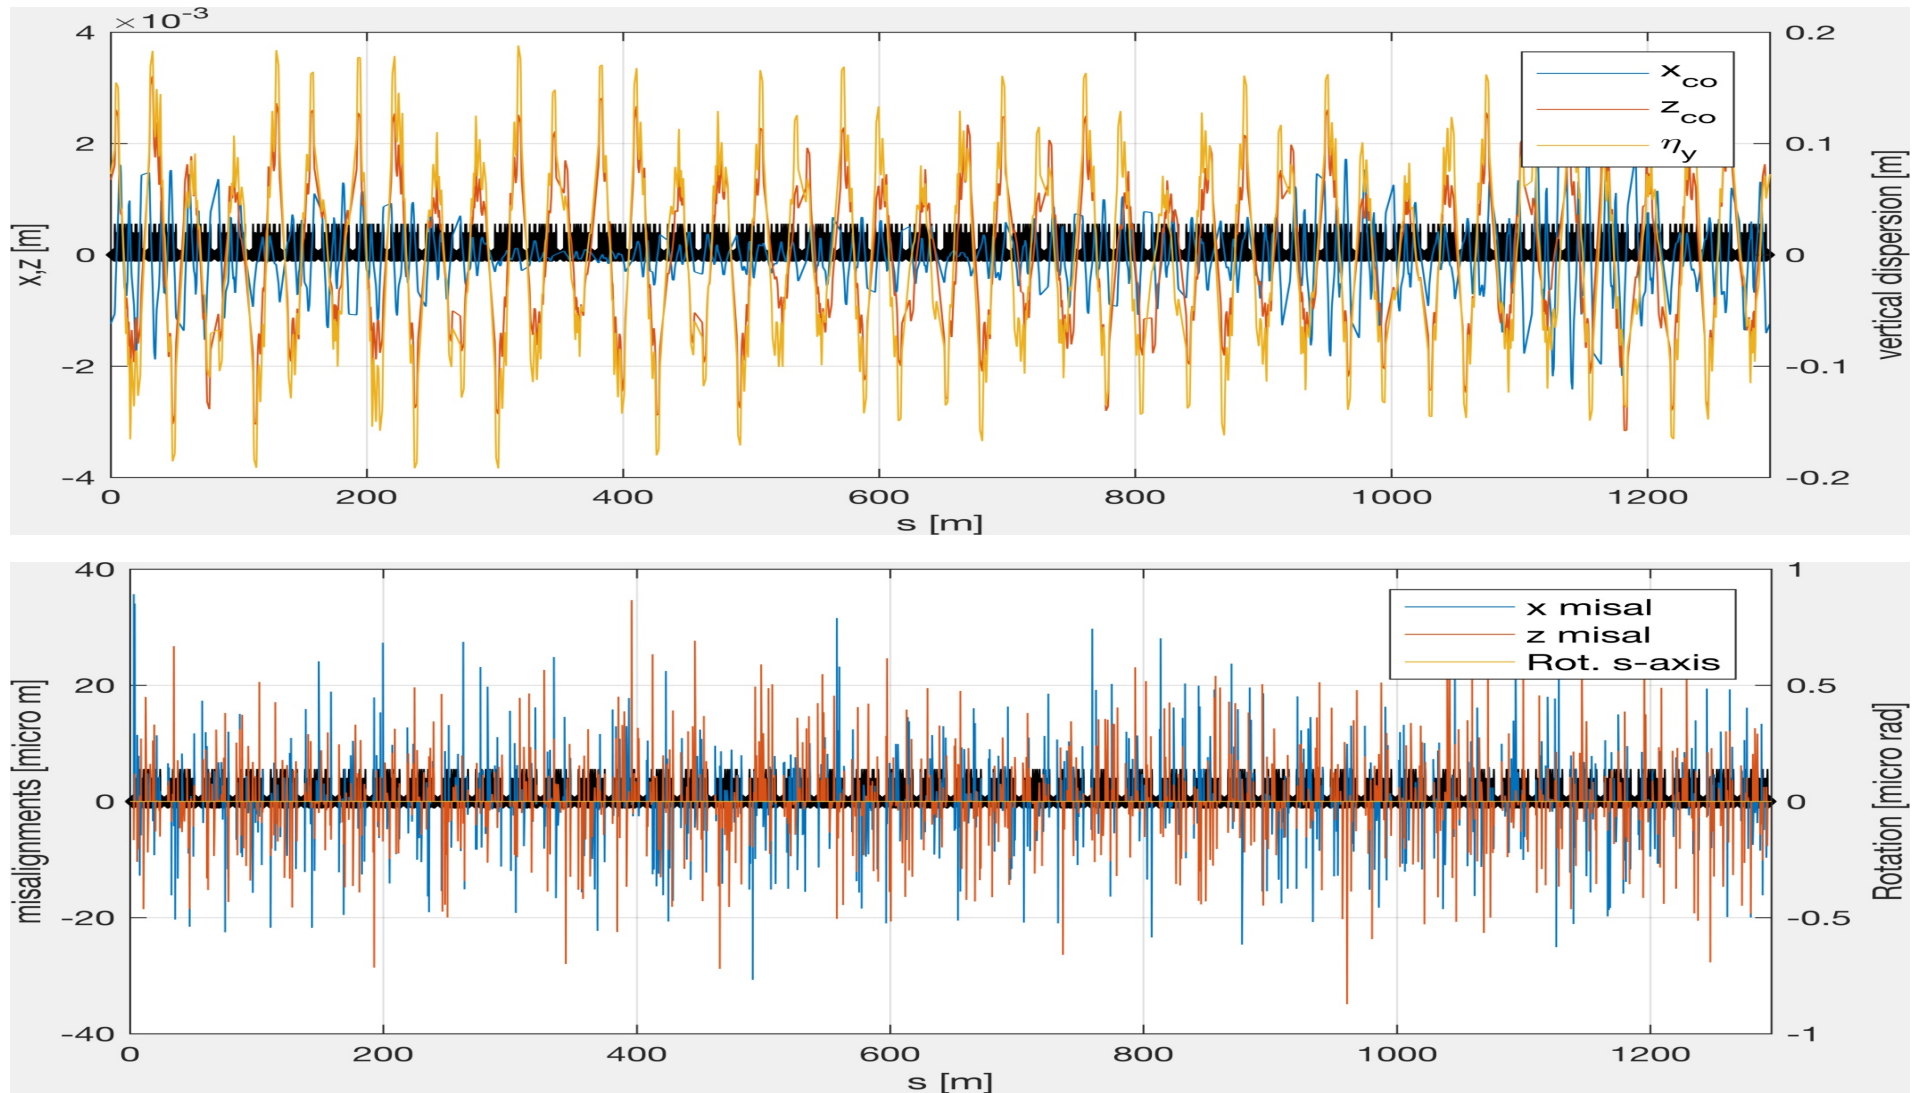 ×10⁻³
4
2
0
-2
-4
0.2
0.1
0
-0.1
-0.2
x,z [m]
vertical dispersion [m]
x_co
z_co
η_y
0 200 400 600 800 1000 1200
s [m]
40
20
0
-20
-40
1
0.5
0
-0.5
-1
misalignments [micro m]
Rotation [micro rad]
x misal
z misal
Rot. s-axis
0 200 400 600 800 1000 1200
s [m]